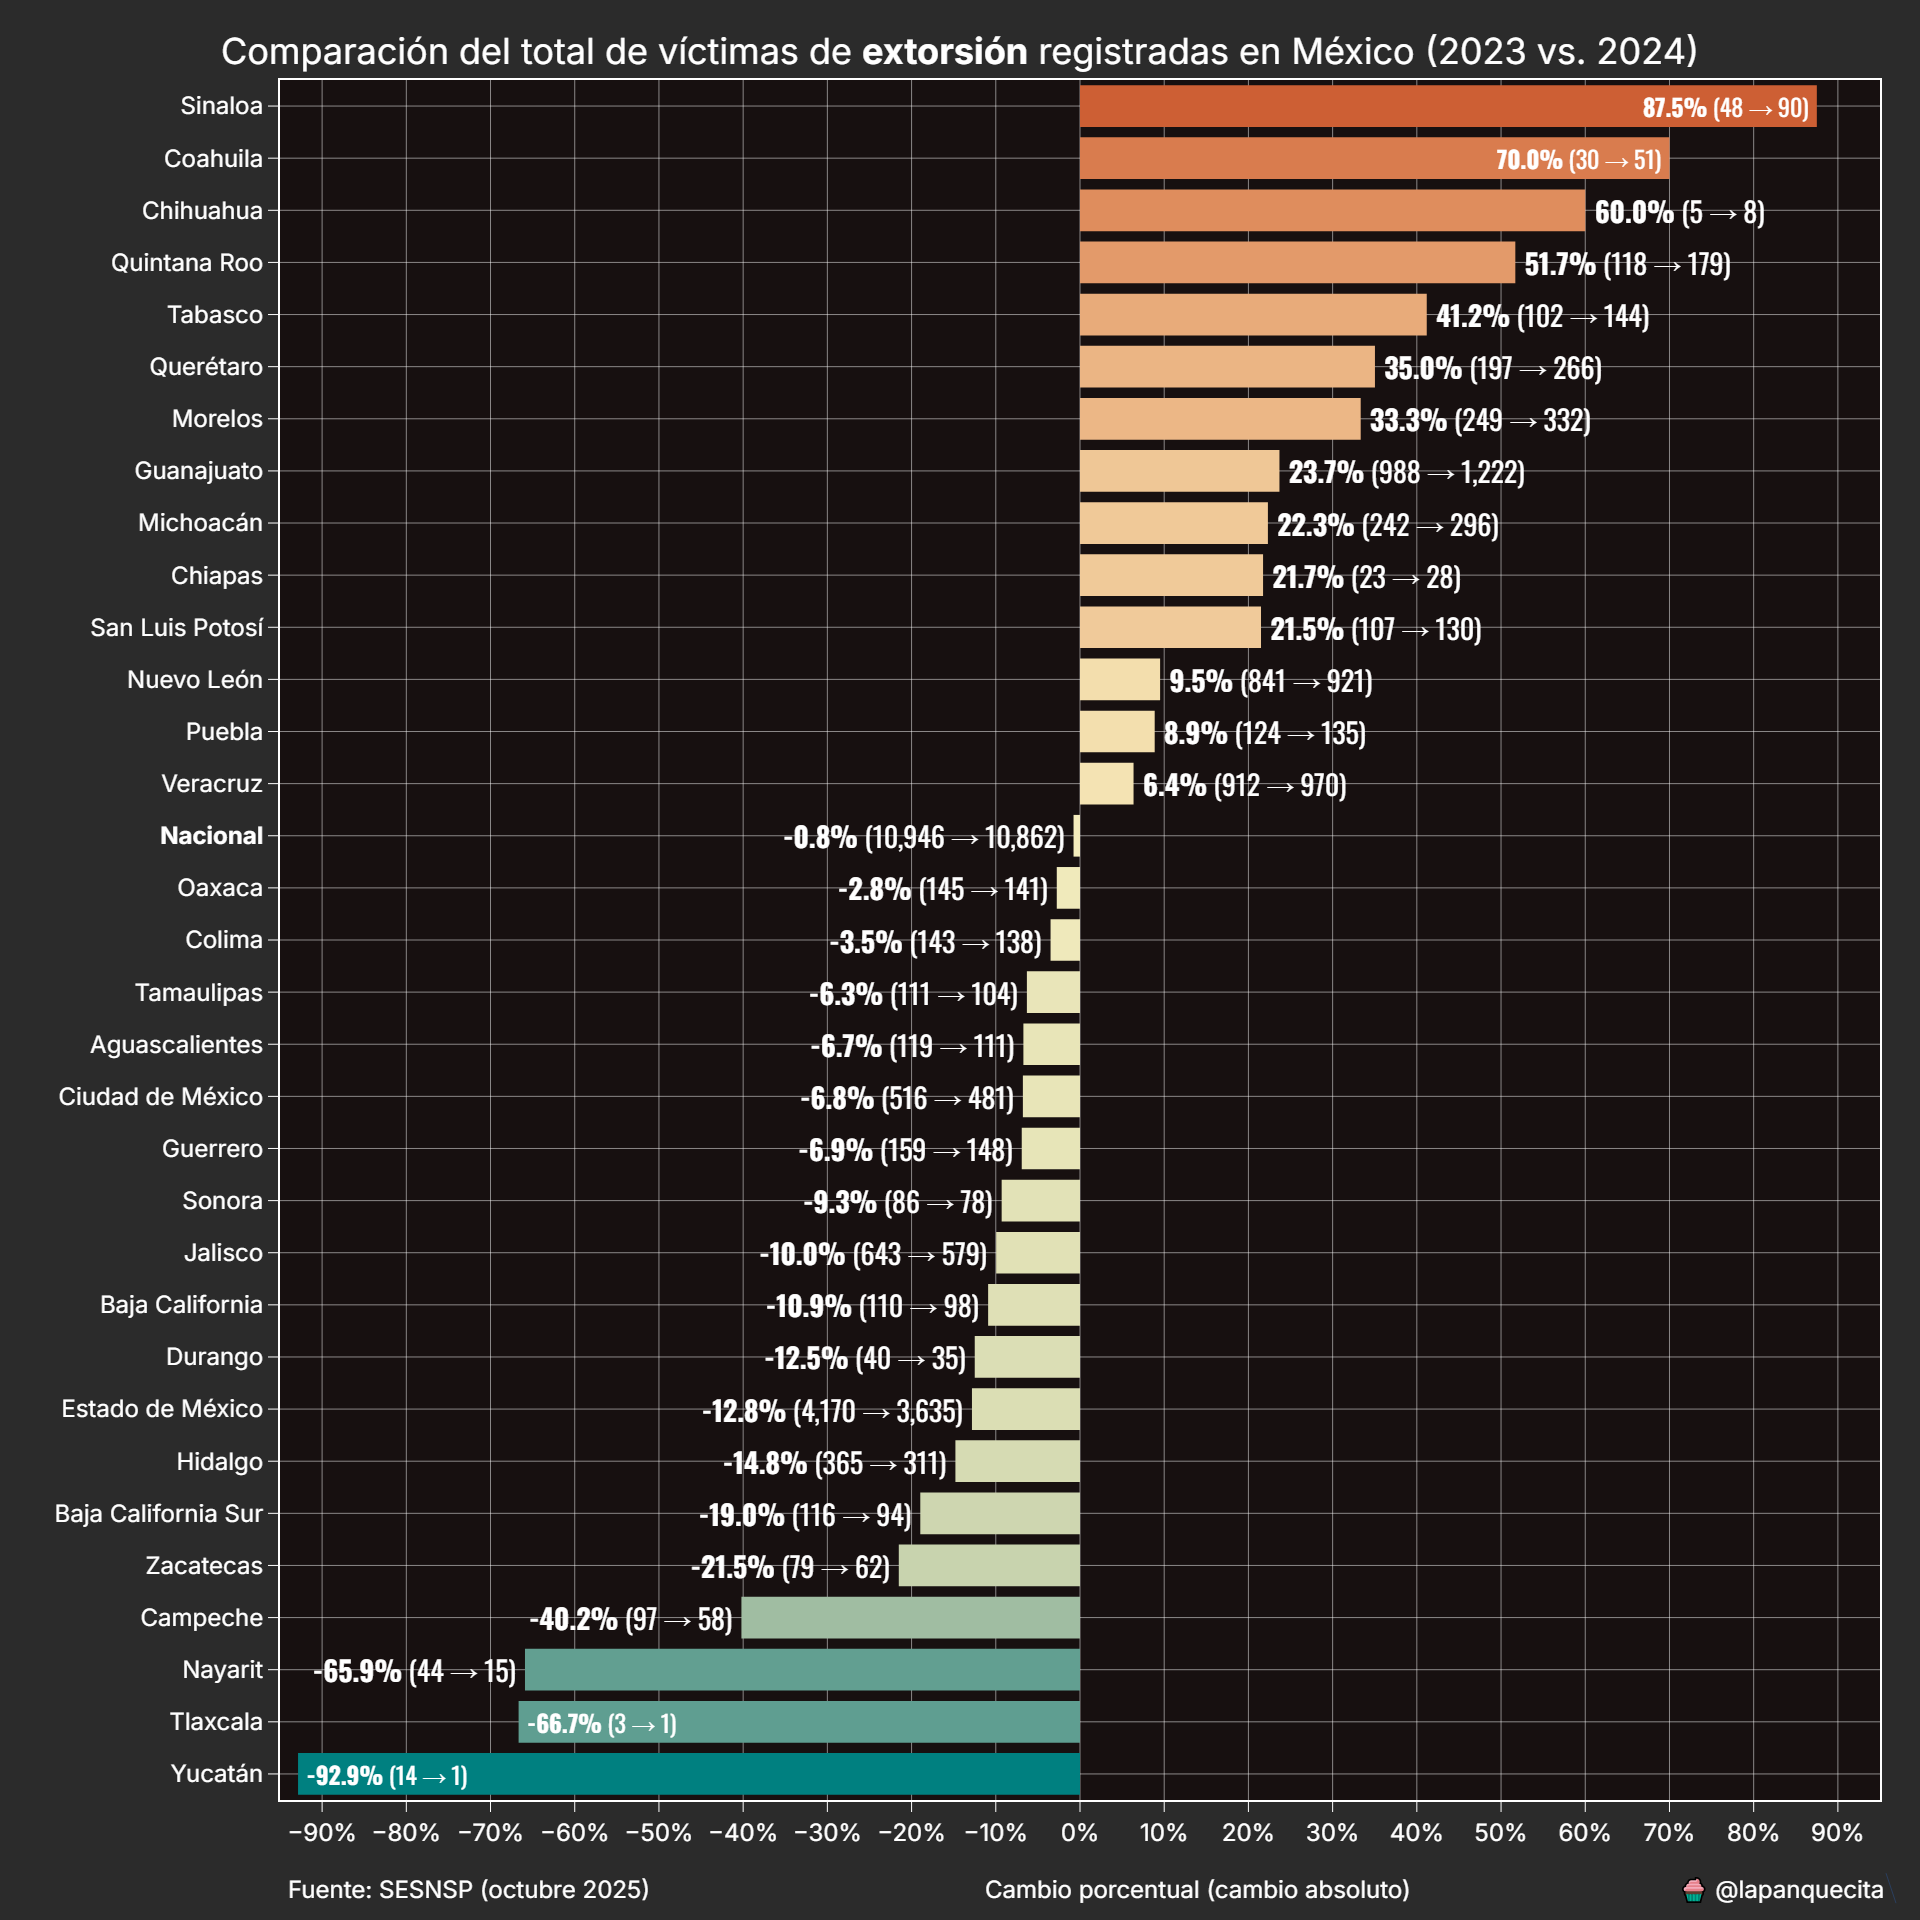 Comparación del total de víctimas de extorsión registradas en México (2023 vs. 2024)
Sinaloa 87.5% (48 → 90)
Coahuila 70.0% (30 → 51)
Chihuahua 60.0% (5 → 8)
Quintana Roo 51.7% (118 → 179)
Tabasco 41.2% (102 → 144)
Querétaro 35.0% (197 → 266)
Morelos 33.3% (249 → 332)
Guanajuato 23.7% (988 → 1,222)
Michoacán 22.3% (242 → 296)
Chiapas 21.7% (23 → 28)
San Luis Potosí 21.5% (107 → 130)
Nuevo León 9.5% (841 → 921)
Puebla 8.9% (124 → 135)
Veracruz 6.4% (912 → 970)
Nacional -0.8% (10,946 → 10,862)
Oaxaca -2.8% (145 → 141)
Colima -3.5% (143 → 138)
Tamaulipas -6.3% (111 → 104)
Aguascalientes -6.7% (119 → 111)
Ciudad de México -6.8% (516 → 481)
Guerrero -6.9% (159 → 148)
Sonora -9.3% (86 → 78)
Jalisco -10.0% (643 → 579)
Baja California -10.9% (110 → 98)
Durango -12.5% (40 → 35)
Estado de México -12.8% (4,170 → 3,635)
Hidalgo -14.8% (365 → 311)
Baja California Sur -19.0% (116 → 94)
Zacatecas -21.5% (79 → 62)
Campeche -40.2% (97 → 58)
Nayarit -65.9% (44 → 15)
Tlaxcala -66.7% (3 → 1)
Yucatán -92.9% (14 → 1)
−90% −80% −70% −60% −50% −40% −30% −20% −10% 0% 10% 20% 30% 40% 50% 60% 70% 80% 90%
Fuente: SESNSP (octubre 2025) Cambio porcentual (cambio absoluto) @lapanquecita